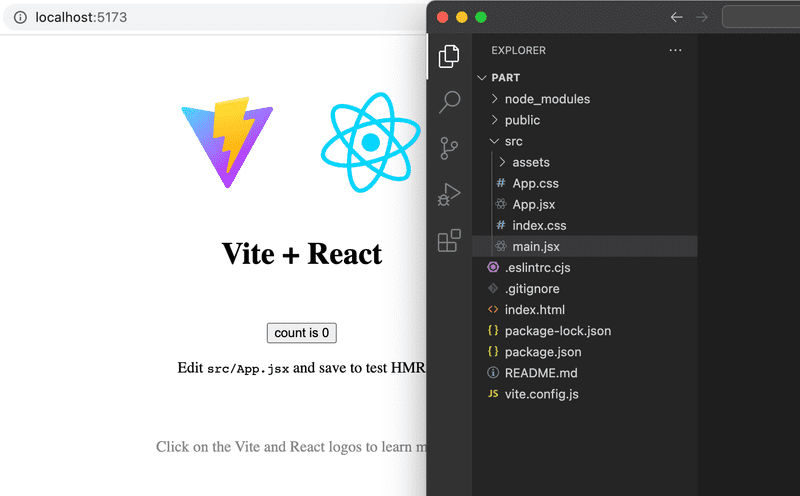 localhost:5173
Vite + React
count is 0
Edit src/App.jsx and save to test HMR
Click on the Vite and React logos to learn
EXPLORER
PART
node_modules
public
src
assets
# App.css
App.jsx
# index.css
main.jsx
.eslintrc.cjs
.gitignore
<> index.html
{} package-lock.json
{} package.json
README.md
JS vite.config.js